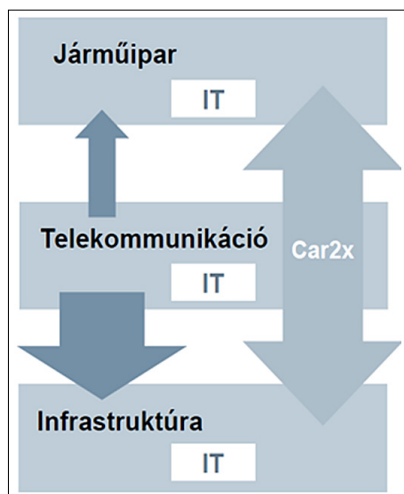 Járműipar
IT
Telekommunikáció
Car2x
IT
Infrastruktúra
IT